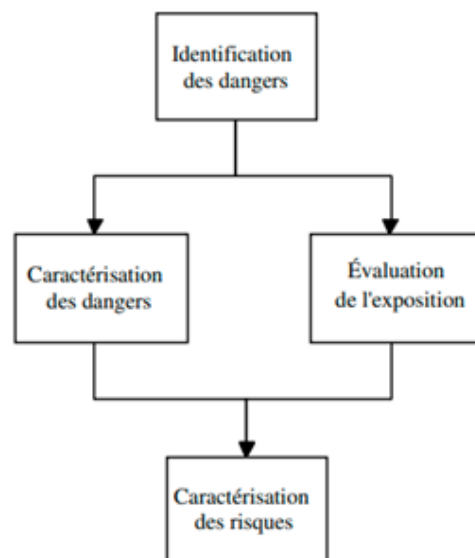 Identification
des dangers
Caractérisation
des dangers
Évaluation
de l'exposition
Caractérisation
des risques